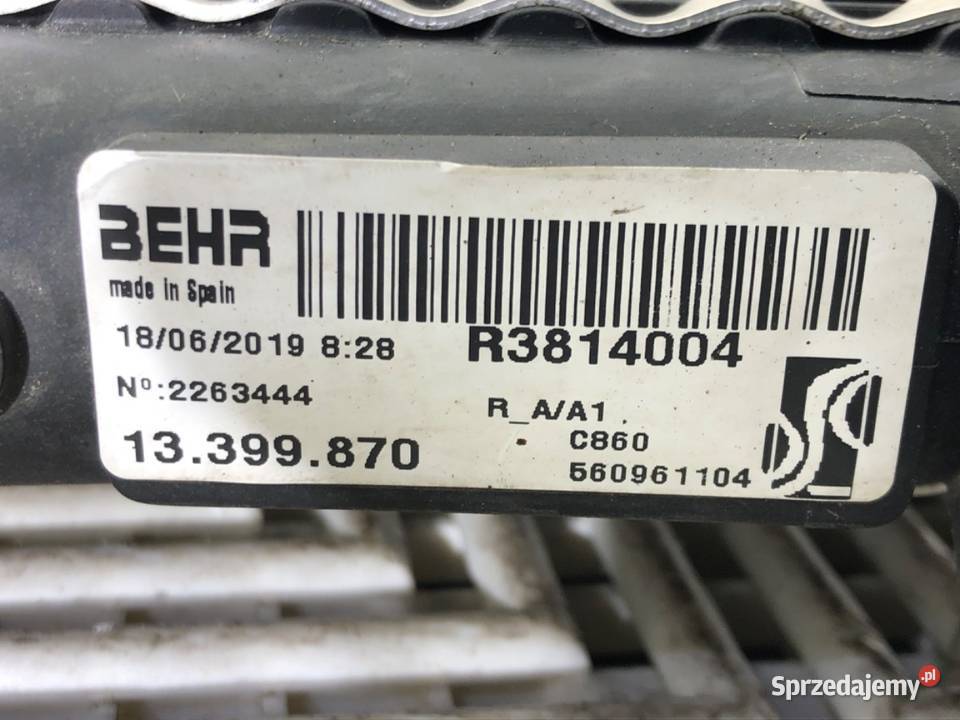 BEHR
made in Spain
18/06/2019 8:28
R3814004
Nº:2263444
R_A/A1
13.399.870
C860
560961104
Sprzedajemy.pl